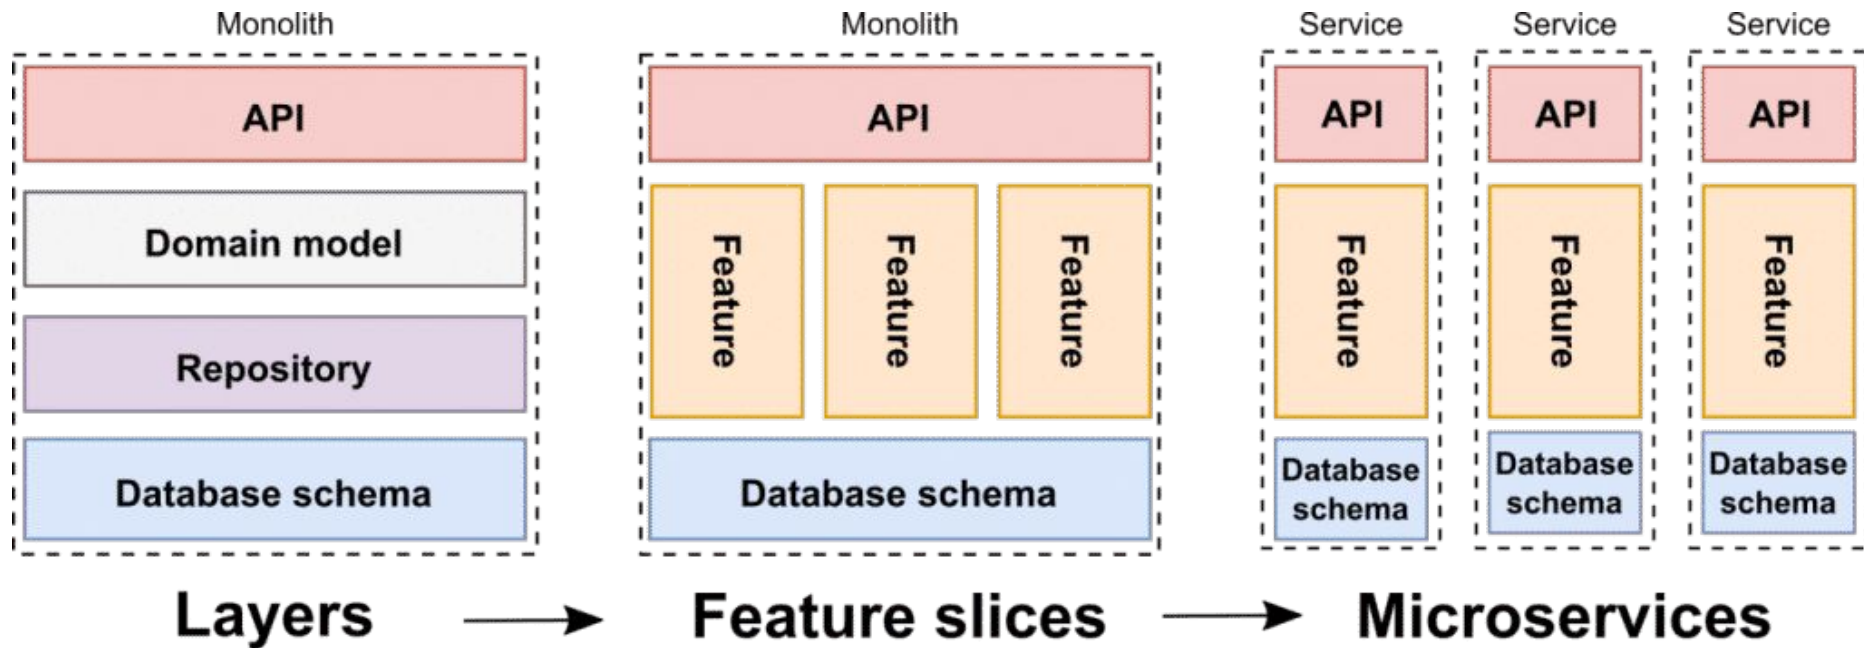 Monolith
API
Domain model
Repository
Database schema
Layers
Monolith
API
Feature
Feature
Feature
Database schema
Feature slices
Service
API
Feature
Database
schema
Service
API
Feature
Database
schema
Service
API
Feature
Database
schema
Microservices